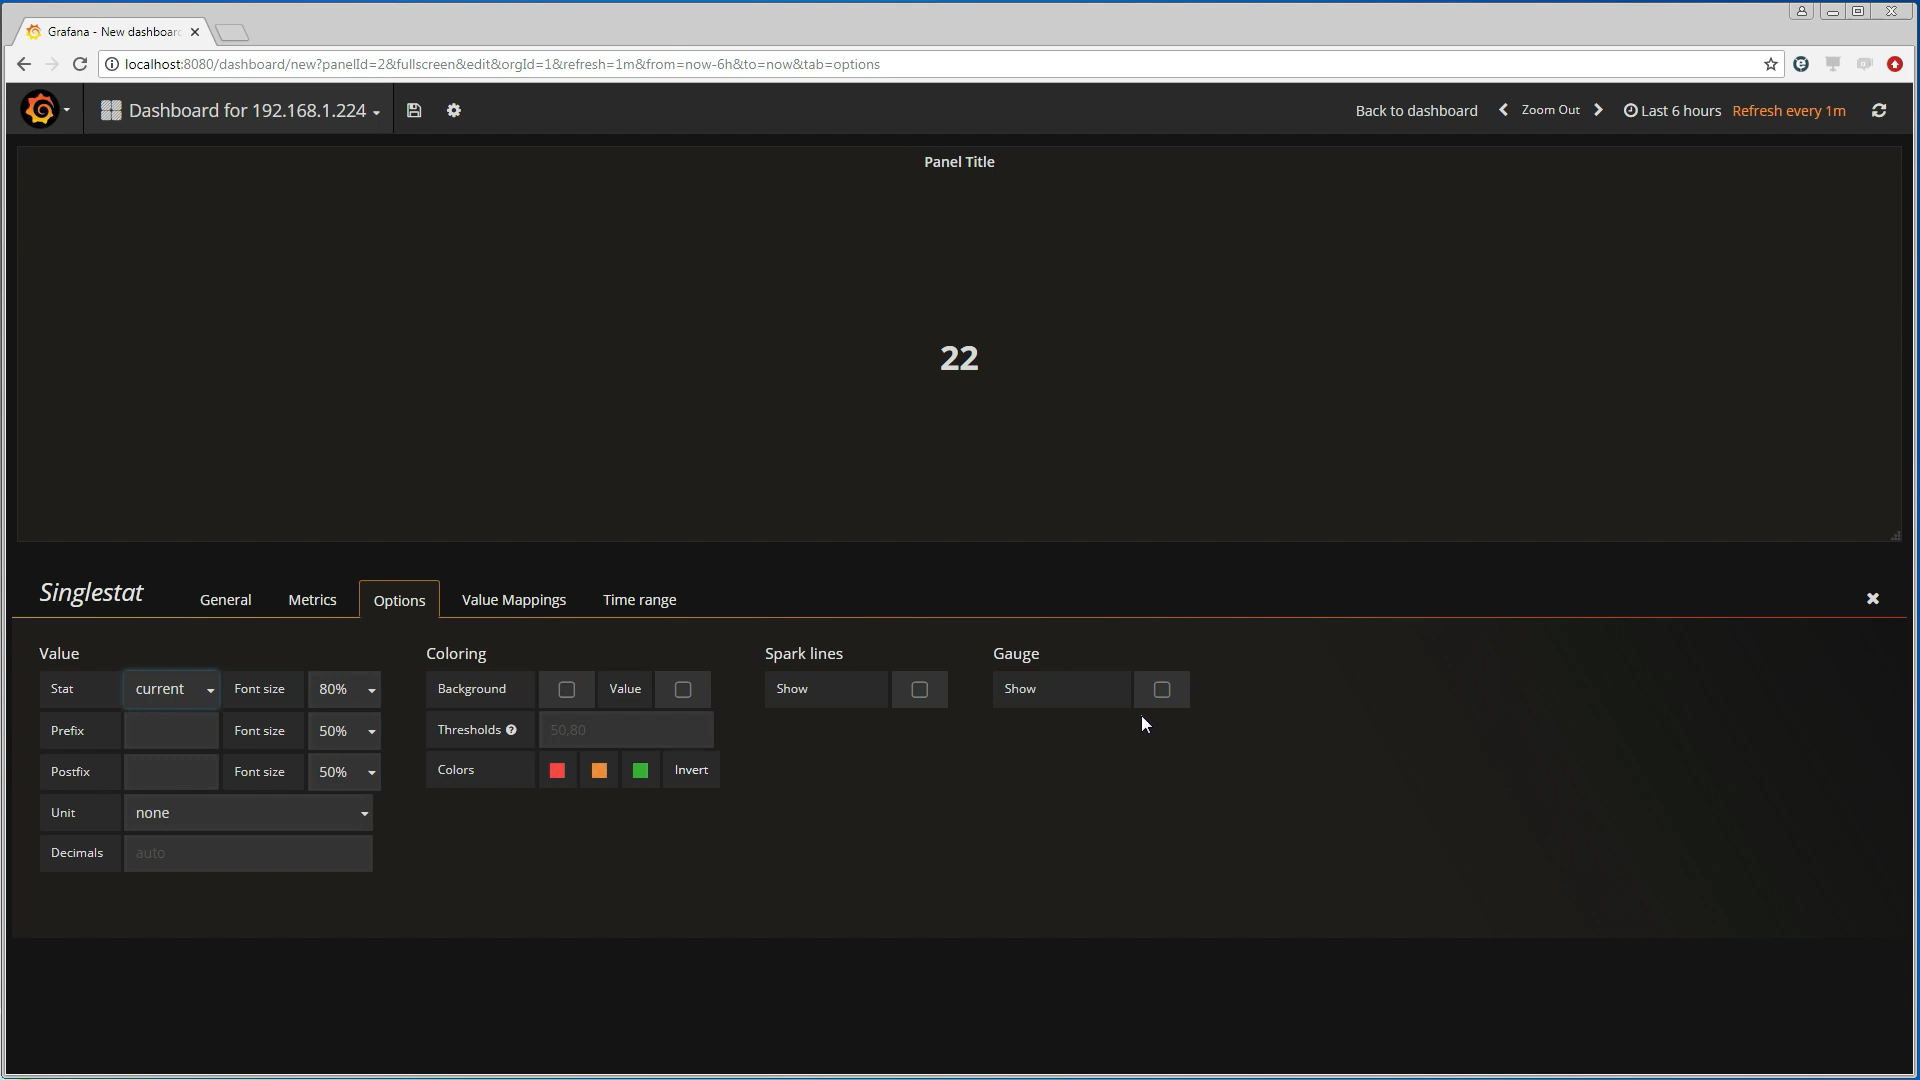 Grafana - New dashboard
localhost:8080/dashboard/new?panelId=2&fullscreen&edit&orgId=1&refresh=1m&from=now-6h&to=now&tab=options
Dashboard for 192.168.1.224
Back to dashboard
Zoom Out
Last 6 hours
Refresh every 1m
Panel Title
22
Singlestat
General
Metrics
Options
Value Mappings
Time range
Value
Stat
current
Font size
80%
Prefix
Font size
50%
Postfix
Font size
50%
Unit
none
Decimals
auto
Coloring
Background
Value
Thresholds
50,80
Colors
Invert
Spark lines
Show
Gauge
Show